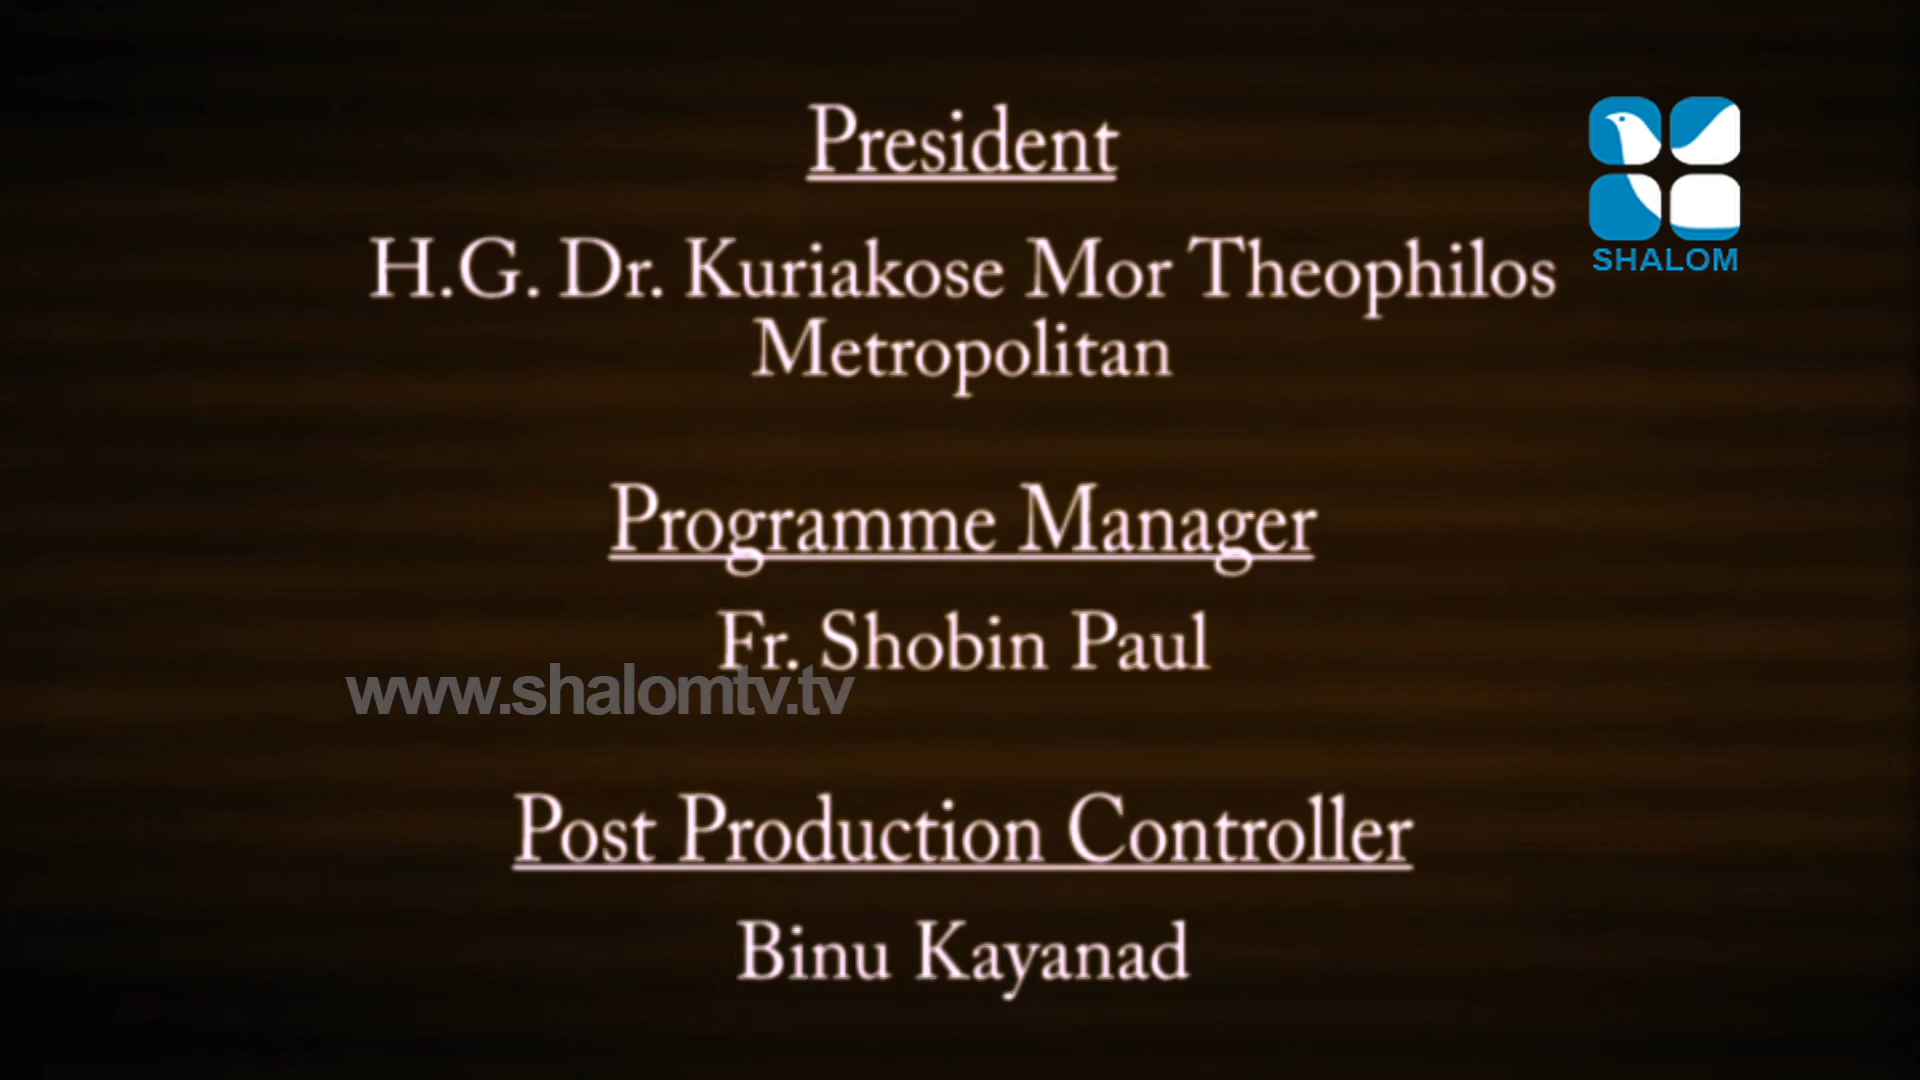 President
H.G. Dr. Kuriakose Mor Theophilos
Metropolitan
SHALOM
Programme Manager
Fr. Shobin Paul
www.shalomtv.tv
Post Production Controller
Binu Kayanad